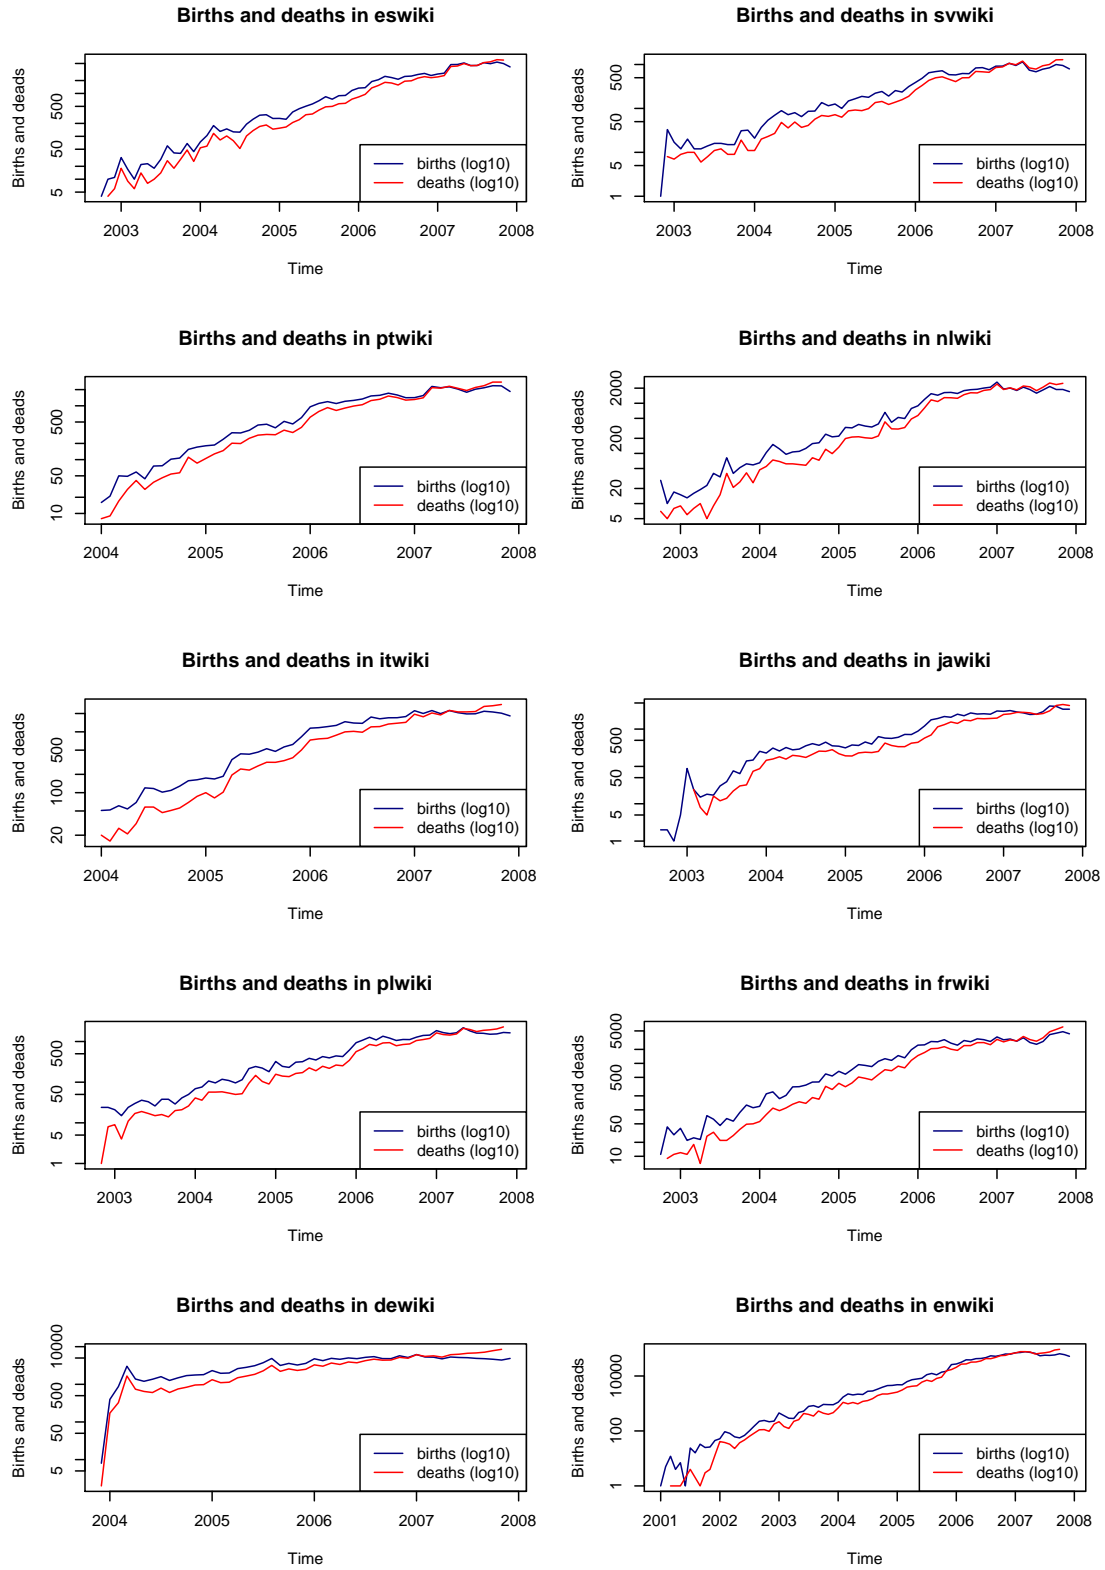 Births and deaths in eswiki
Births and deads
5
50
500
births (log10)
deaths (log10)
2003 2004 2005 2006 2007 2008
Time
Births and deaths in svwiki
Births and deads
1
5
50
500
births (log10)
deaths (log10)
2003 2004 2005 2006 2007 2008
Time
Births and deaths in ptwiki
Births and deads
10
50
500
births (log10)
deaths (log10)
2004 2005 2006 2007 2008
Time
Births and deaths in nlwiki
Births and deads
5
20
200
2000
births (log10)
deaths (log10)
2003 2004 2005 2006 2007 2008
Time
Births and deaths in itwiki
Births and deads
20
100
500
births (log10)
deaths (log10)
2004 2005 2006 2007 2008
Time
Births and deaths in jawiki
Births and deads
1
5
50
500
births (log10)
deaths (log10)
2003 2004 2005 2006 2007 2008
Time
Births and deaths in plwiki
Births and deads
1
5
50
500
births (log10)
deaths (log10)
2003 2004 2005 2006 2007 2008
Time
Births and deaths in frwiki
Births and deads
10
50
500
5000
births (log10)
deaths (log10)
2003 2004 2005 2006 2007 2008
Time
Births and deaths in dewiki
Births and deads
5
50
500
10000
births (log10)
deaths (log10)
2004 2005 2006 2007 2008
Time
Births and deaths in enwiki
Births and deads
1
100
10000
births (log10)
deaths (log10)
2001 2002 2003 2004 2005 2006 2007 2008
Time